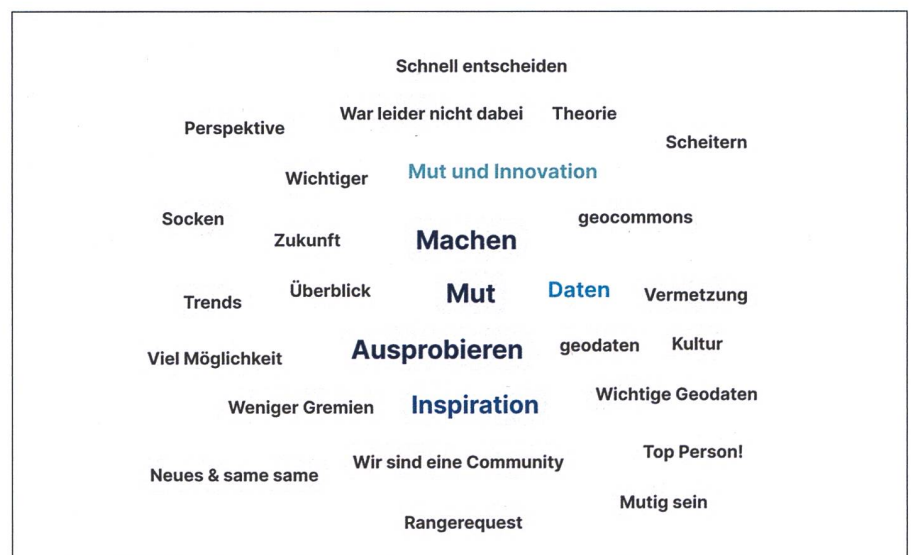 Schnell entscheiden
War leider nicht dabei
Theorie
Perspektive
Scheitern
Mut und Innovation
Wichtiger
Socken
geocommons
Zukunft
Machen
Überblick
Mut
Daten
Vermetzung
Trends
Ausprobieren
geodaten
Kultur
Viel Möglichkeit
Wichtige Geodaten
Weniger Gremien
Inspiration
Top Person!
Wir sind eine Community
Neues & same same
Mutig sein
Rangerequest